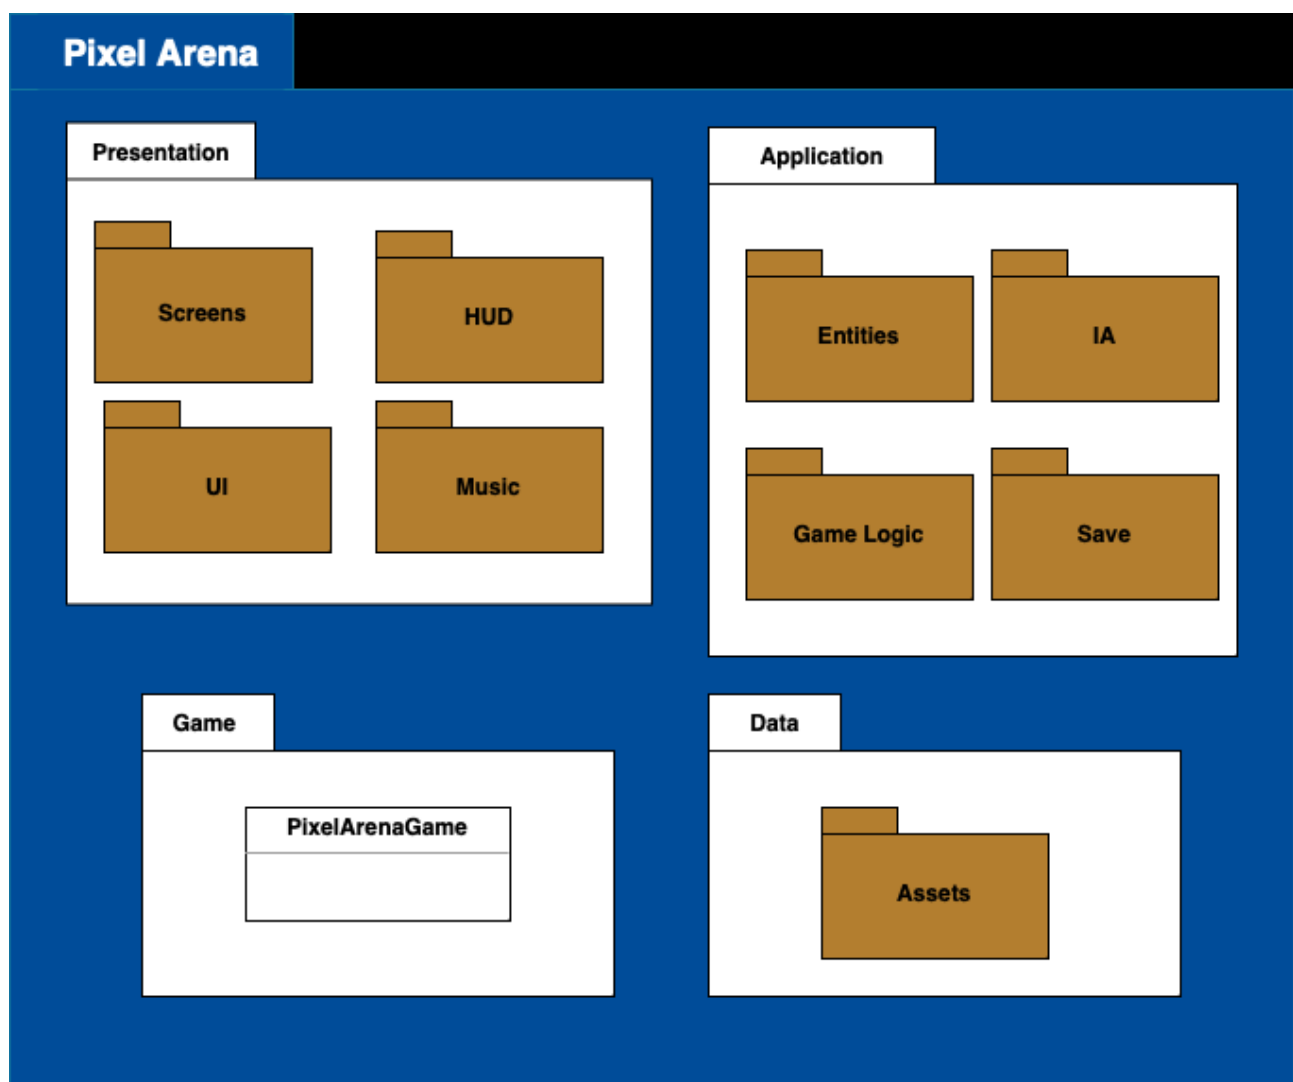 Pixel Arena
Presentation
Screens
HUD
UI
Music
Application
Entities
IA
Game Logic
Save
Game
PixelArenaGame
Data
Assets